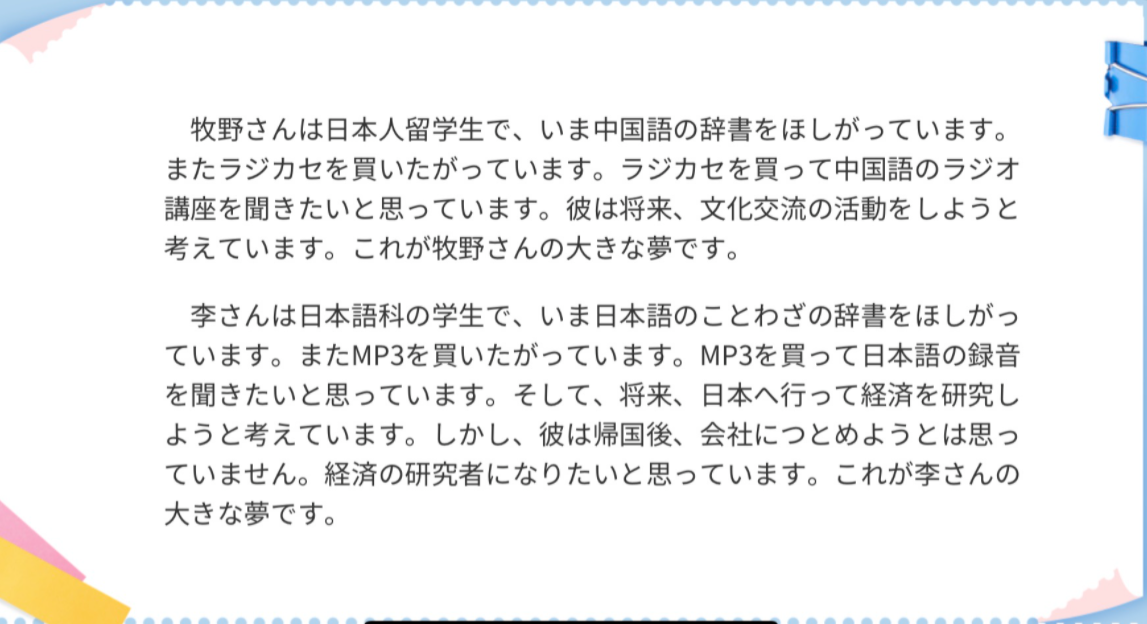 牧野さんは日本人留学生で、いま中国語の辞書をほしがっています。
またラジカセを買いたがっています。ラジカセを買って中国語のラジオ
講座を聞きたいと思っています。彼は将来、文化交流の活動をしようと
考えています。これが牧野さんの大きな夢です。
李さんは日本語科の学生で、いま日本語のことわざの辞書をほしがっ
ています。またMP3を買いたがっています。MP3を買って日本語の録音
を聞きたいと思っています。そして、将来、日本へ行って経済を研究し
ようと考えています。しかし、彼は帰国後、会社につとめようとは思っ
ていません。経済の研究者になりたいと思っています。これが李さんの
大きな夢です。